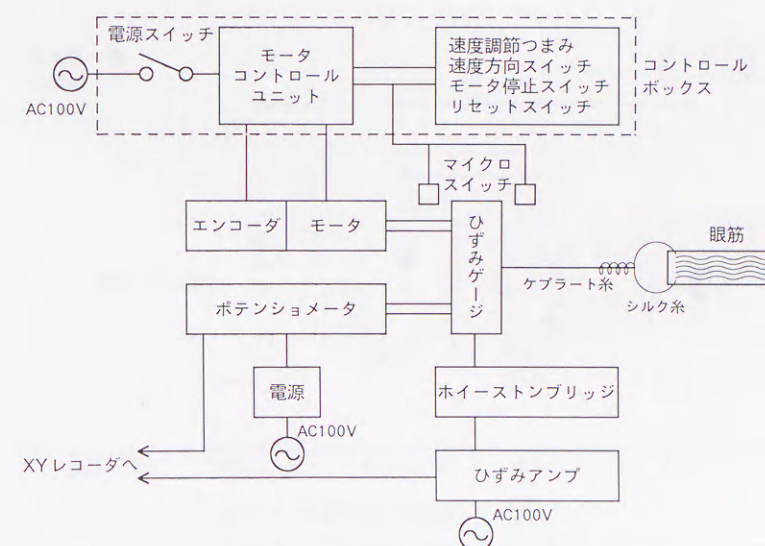 電源スイッチ
モータ
コントロール
ユニット
速度調節つまみ
速度方向スイッチ
モータ停止スイッチ
リセットスイッチ
コントロール
ボックス
AC100V
マイクロ
スイッチ
エンコーダ
モータ
ひずみゲージ
眼筋
ケブラート糸
シルク糸
ポテンショメータ
電源
ホイーストンブリッジ
AC100V
XYレコーダへ
ひずみアンプ
AC100V